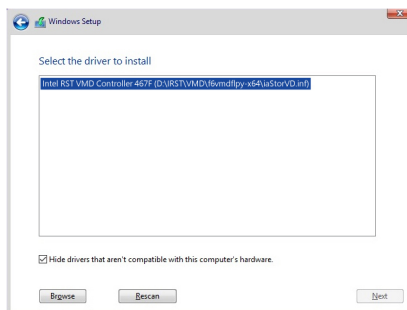 Windows Setup
Select the driver to install
Intel RST VMD Controller 467F (D:\IRST\VMD\f6vmdflpy-x64\iaStorVD.inf)
Hide drivers that aren't compatible with this computer's hardware.
Browse
Rescan
Next